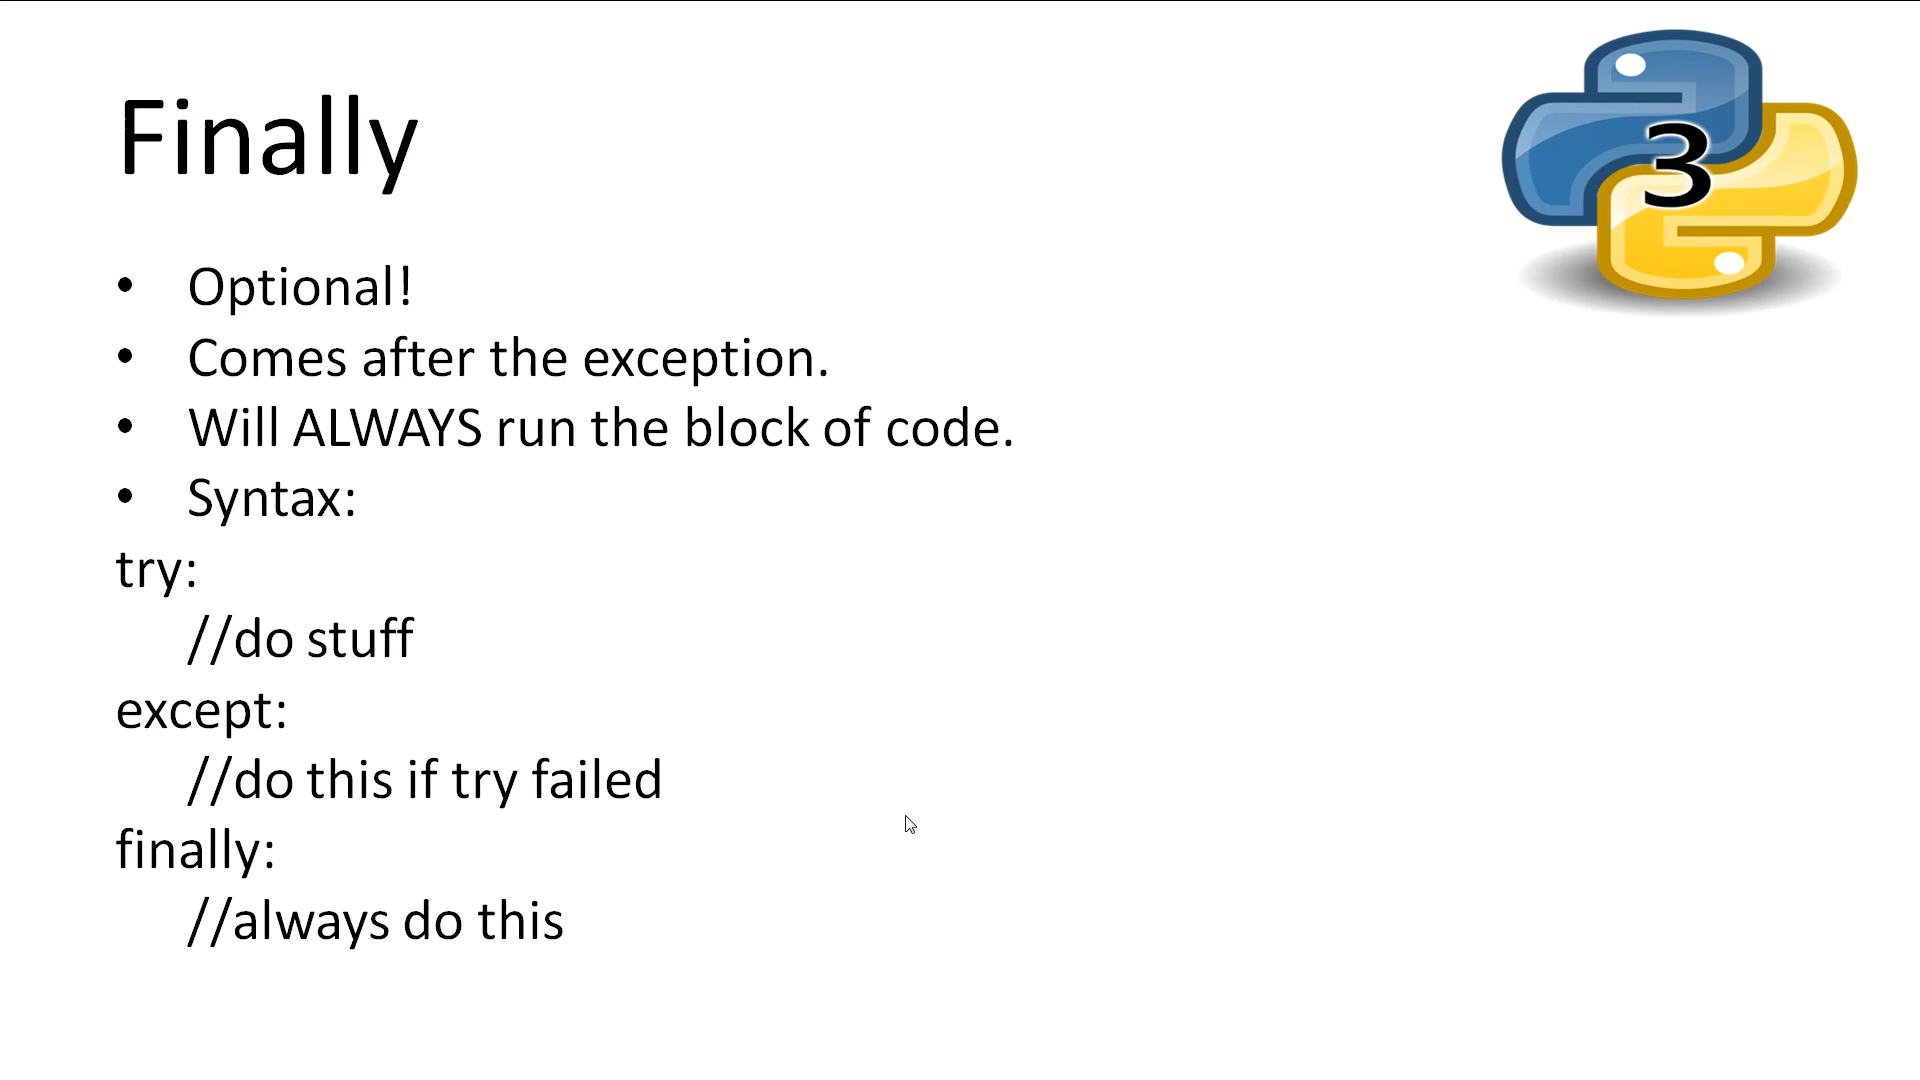 Finally
3
• Optional!
• Comes after the exception.
• Will ALWAYS run the block of code.
• Syntax:
try:
//do stuff
except:
//do this if try failed
finally:
//always do this